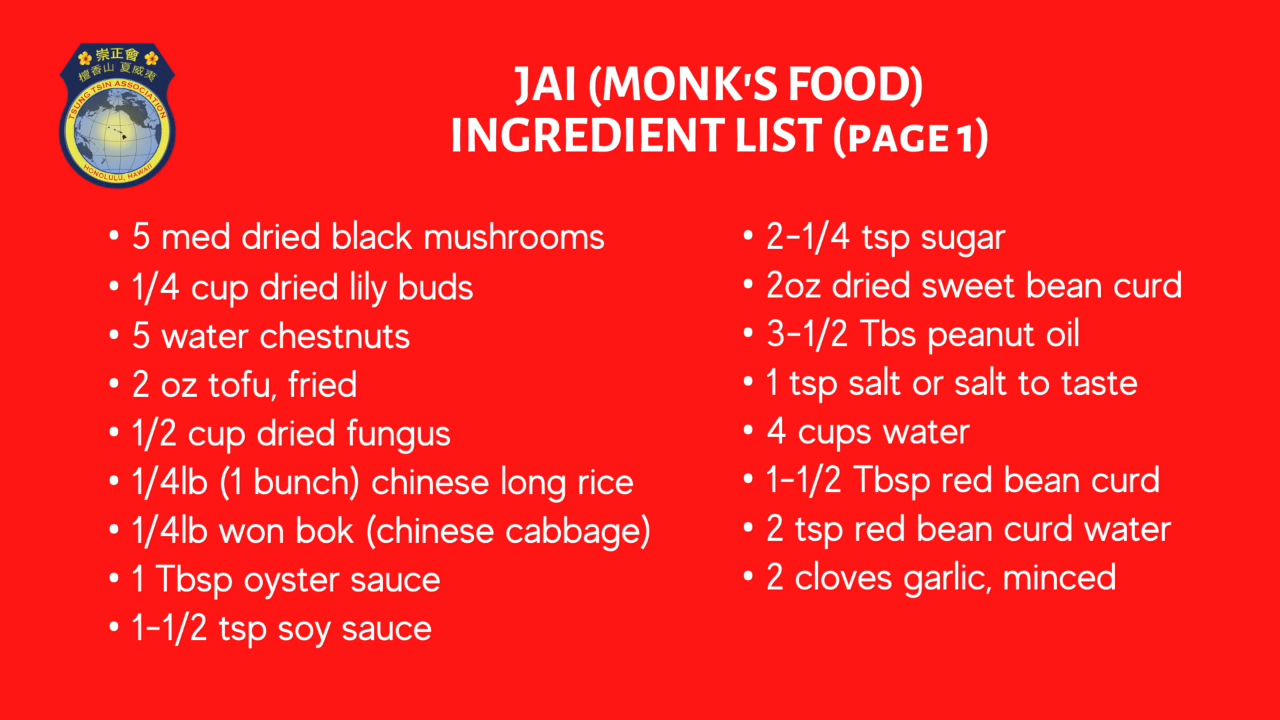 崇正會
檀香山 夏威夷
TSUNG TSIN ASSOCIATION
HONOLULU, HAWAII
JAI (MONK'S FOOD)
INGREDIENT LIST (PAGE 1)
• 5 med dried black mushrooms
• 1/4 cup dried lily buds
• 5 water chestnuts
• 2 oz tofu, fried
• 1/2 cup dried fungus
• 1/4lb (1 bunch) chinese long rice
• 1/4lb won bok (chinese cabbage)
• 1 Tbsp oyster sauce
• 1-1/2 tsp soy sauce
• 2-1/4 tsp sugar
• 2oz dried sweet bean curd
• 3-1/2 Tbs peanut oil
• 1 tsp salt or salt to taste
• 4 cups water
• 1-1/2 Tbsp red bean curd
• 2 tsp red bean curd water
• 2 cloves garlic, minced